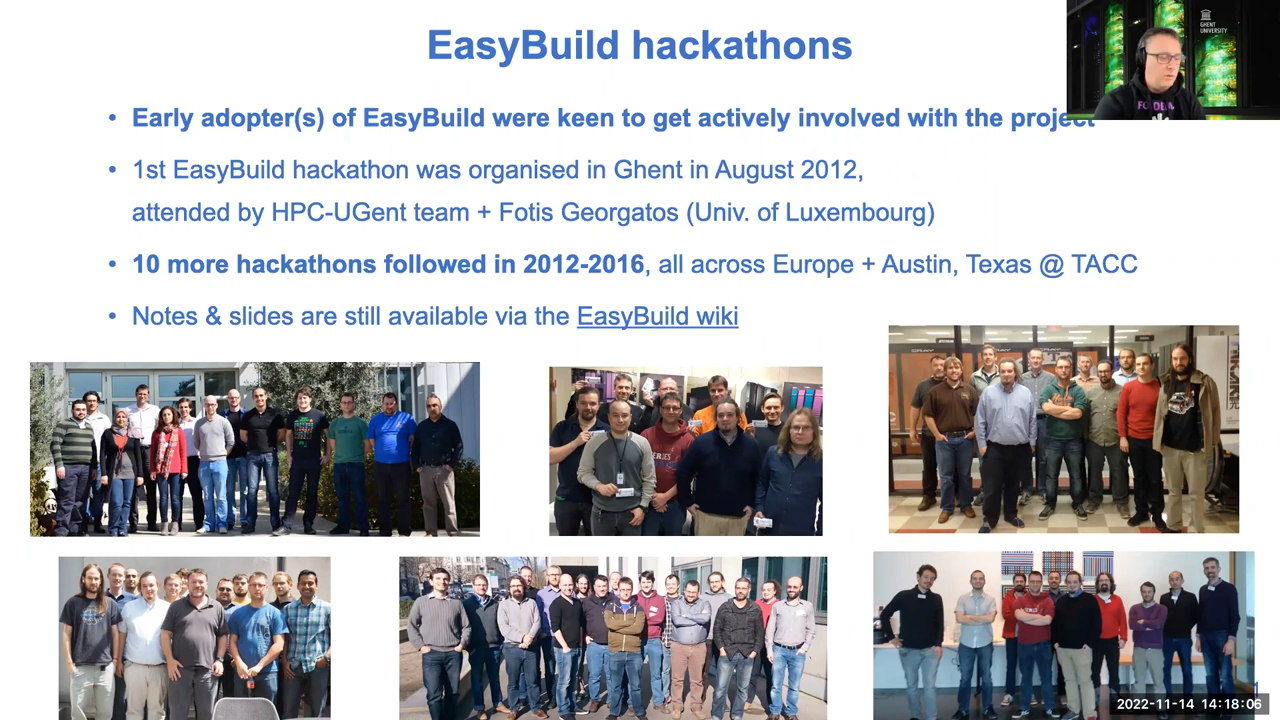 EasyBuild hackathons
GHENT
UNIVERSITY
• Early adopter(s) of EasyBuild were keen to get actively involved with the project
• 1st EasyBuild hackathon was organised in Ghent in August 2012,
attended by HPC-UGent team + Fotis Georgatos (Univ. of Luxembourg)
• 10 more hackathons followed in 2012-2016, all across Europe + Austin, Texas @ TACC
• Notes & slides are still available via the EasyBuild wiki
2022-11-14 14:18:06